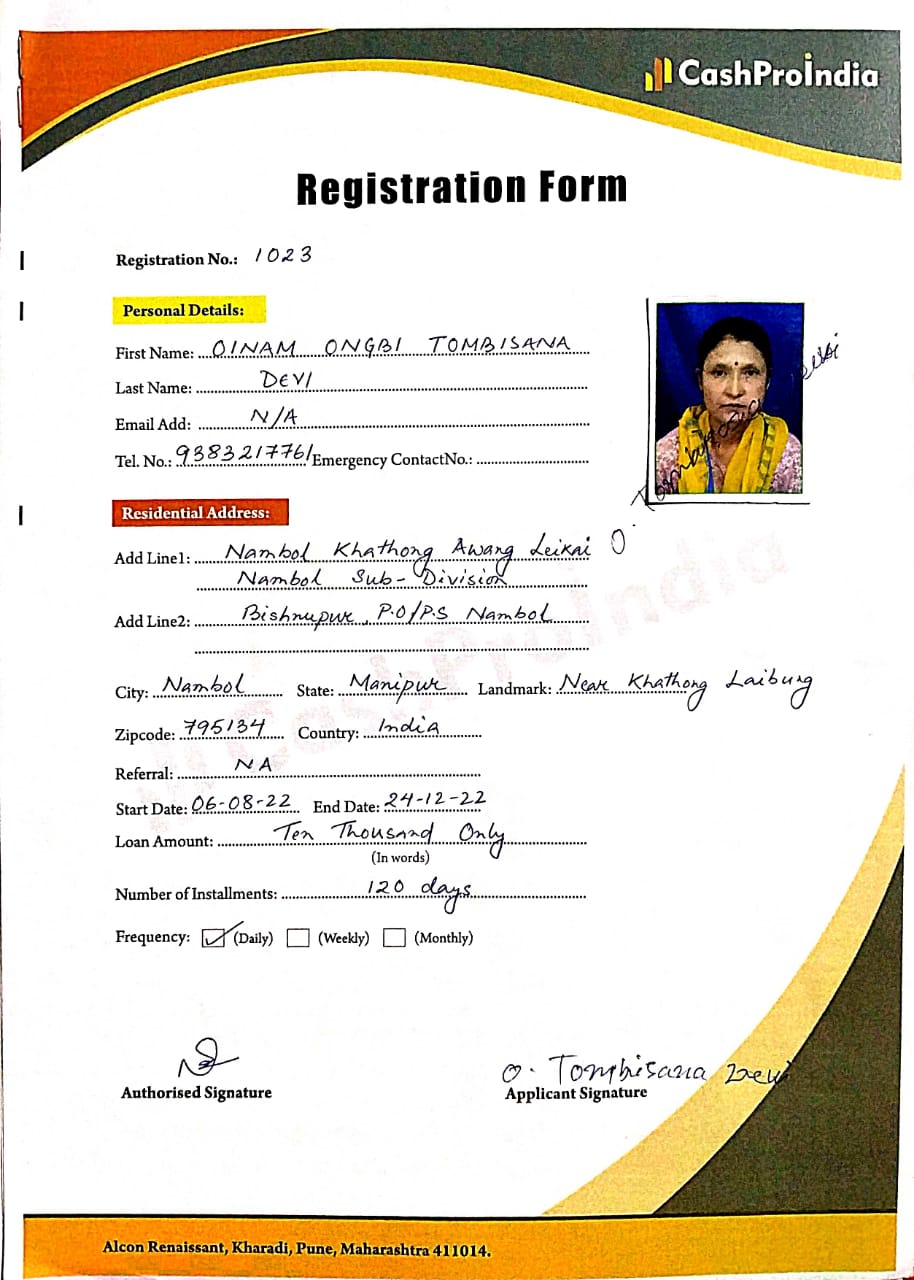 CashProIndia
Registration Form
Registration No.: 1023
Personal Details:
First Name: OINAM ONGBI TOMBISANA
Last Name: DEVI
Email Add: N/A
Tel. No.: 9383217761 Emergency ContactNo.:
Residential Address:
Add Line1: Nambol Khathong Awang Leikai
Nambol Sub-Division
Add Line2: Bishnupur, P.O/P.S Nambol
City: Nambol State: Manipur Landmark: Near Khathong Laibung
Zipcode: 795134 Country: India
Referral: NA
Start Date: 06-08-22 End Date: 24-12-22
Loan Amount: Ten Thousand Only
(In words)
Number of Installments: 120 days
Frequency: (Daily) (Weekly) (Monthly)
O. Tombisana Devi
Authorised Signature Applicant Signature
CashProIndia
Alcon Renaissant, Kharadi, Pune, Maharashtra 411014.